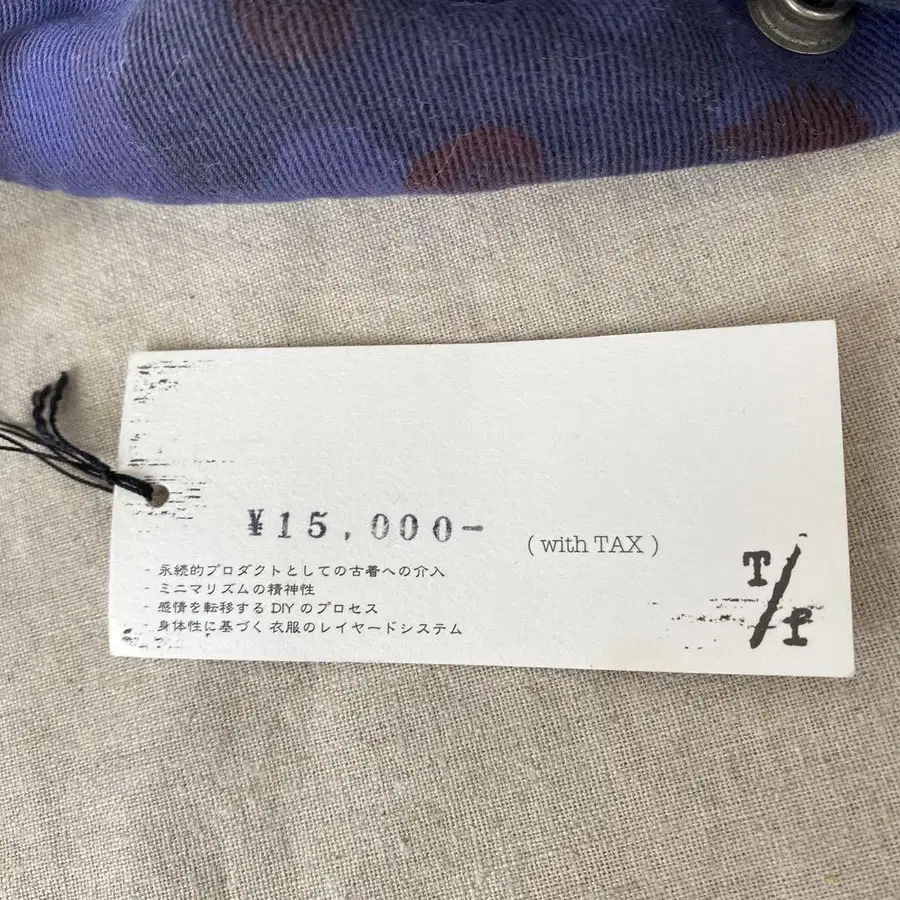 ¥15,000-
( with TAX )
- 永続的プロダクトとしての古着への介入
- ミニマリズムの精神性
- 感情を転移する DIY のプロセス
- 身体性に基づく衣服のレイヤードシステム
T/f